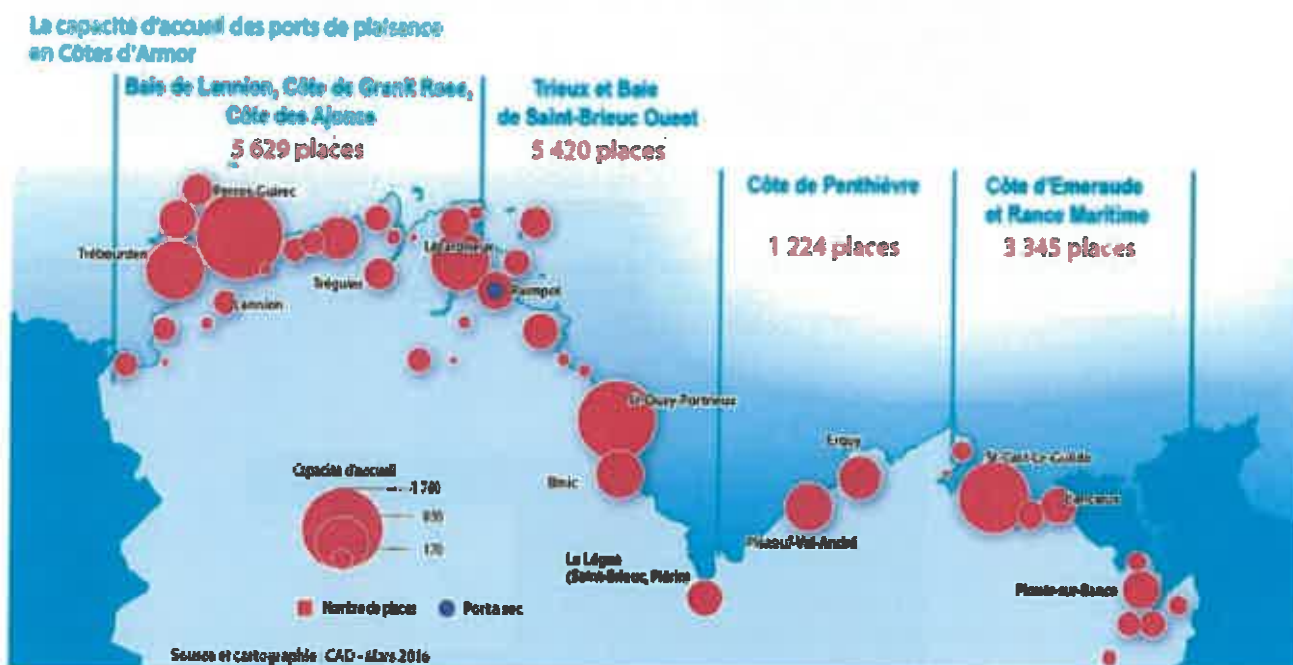 La capacité d'accueil des ports de plaisance
en Côtes d'Armor
Baie de Lannion, Côte de Granit Rose,
Côte des Ajoncs
5 629 places
Trieux et Baie
de Saint-Brieuc Ouest
5 420 places
Côte de Penthièvre
1 224 places
Côte d'Emeraude
et Rance Maritime
3 345 places
Perros-Guirec
Trébeurden
Lannion
Tréguier
Lézardrieux
Paimpol
St-Quay-Portrieux
Binic
Le Légué
(Saint-Brieuc, Plérin)
Erquy
Pléneuf-Val-André
St-Cast-Le-Guildo
Lancieux
Plouër-sur-Rance
Capacité d'accueil
1 700
850
170
Nombre de places
Port à sec
Source et cartographie CAD - Mars 2016